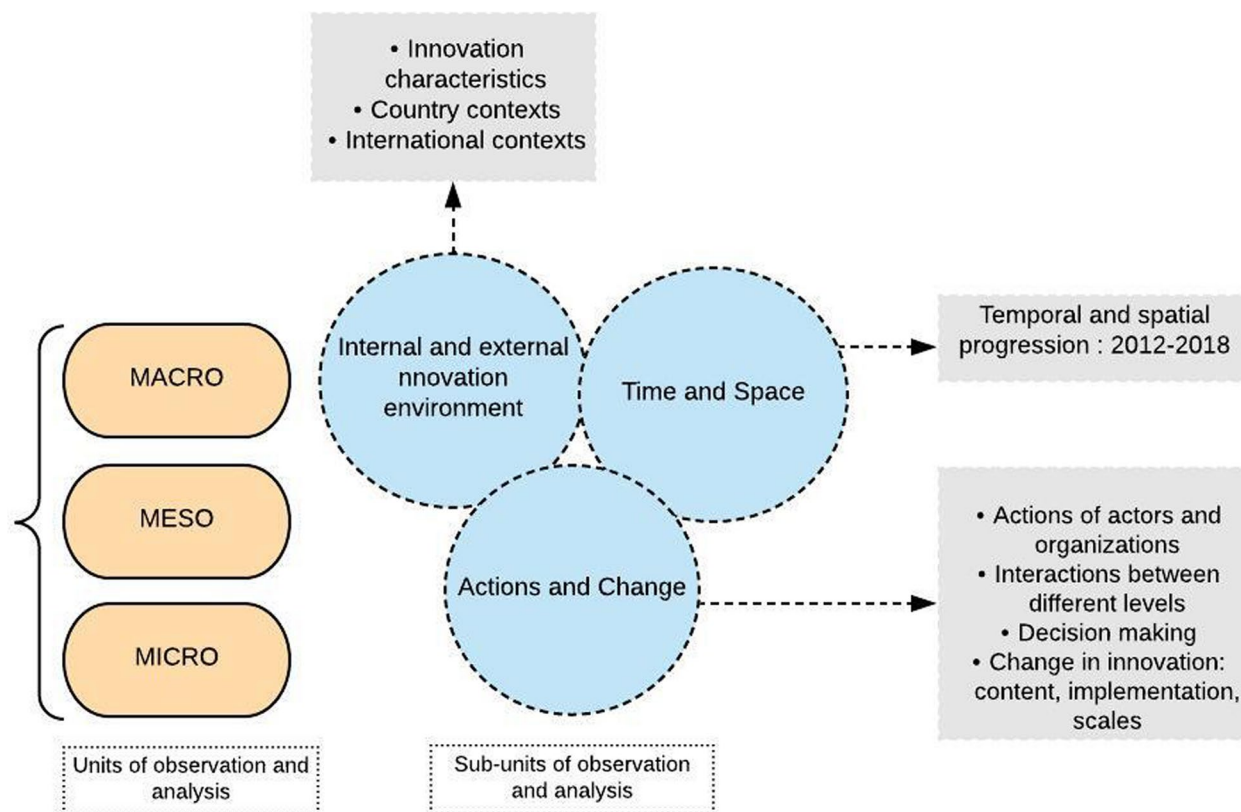 • Innovation
characteristics
• Country contexts
• International contexts
MACRO
MESO
MICRO
Internal and external
nnovation
environment
Time and Space
Actions and Change
Temporal and spatial
progression : 2012-2018
• Actions of actors and
organizations
• Interactions between
different levels
• Decision making
• Change in innovation:
content, implementation,
scales
Units of observation and
analysis
Sub-units of observation
and analysis